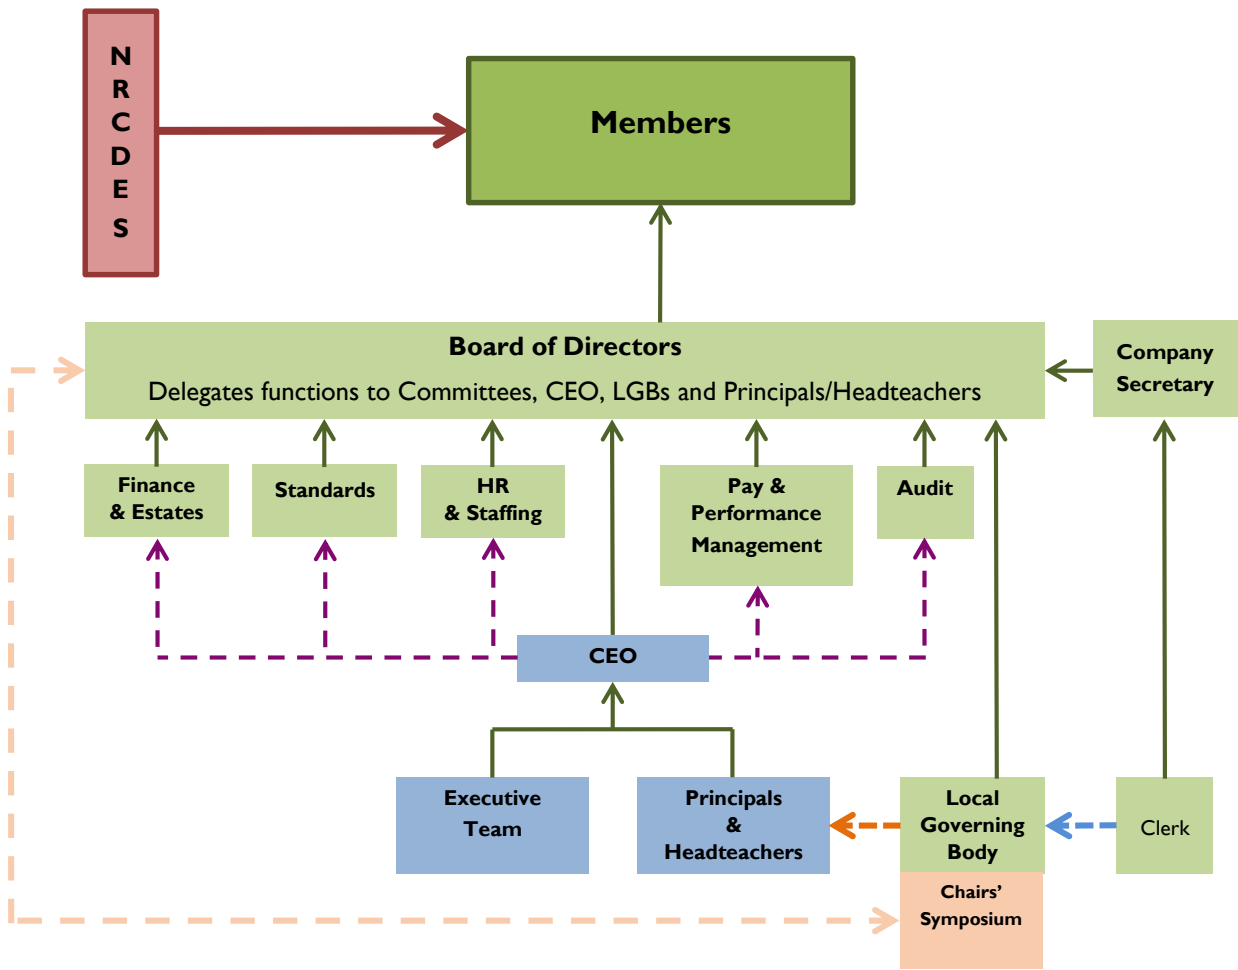 N
R
C
D
E
S
Members
Board of Directors
Delegates functions to Committees, CEO, LGBs and Principals/Headteachers
Company
Secretary
Finance
& Estates
Standards
HR
& Staffing
Pay &
Performance
Management
Audit
CEO
Executive
Team
Principals
&
Headteachers
Local
Governing
Body
Clerk
Chairs’
Symposium